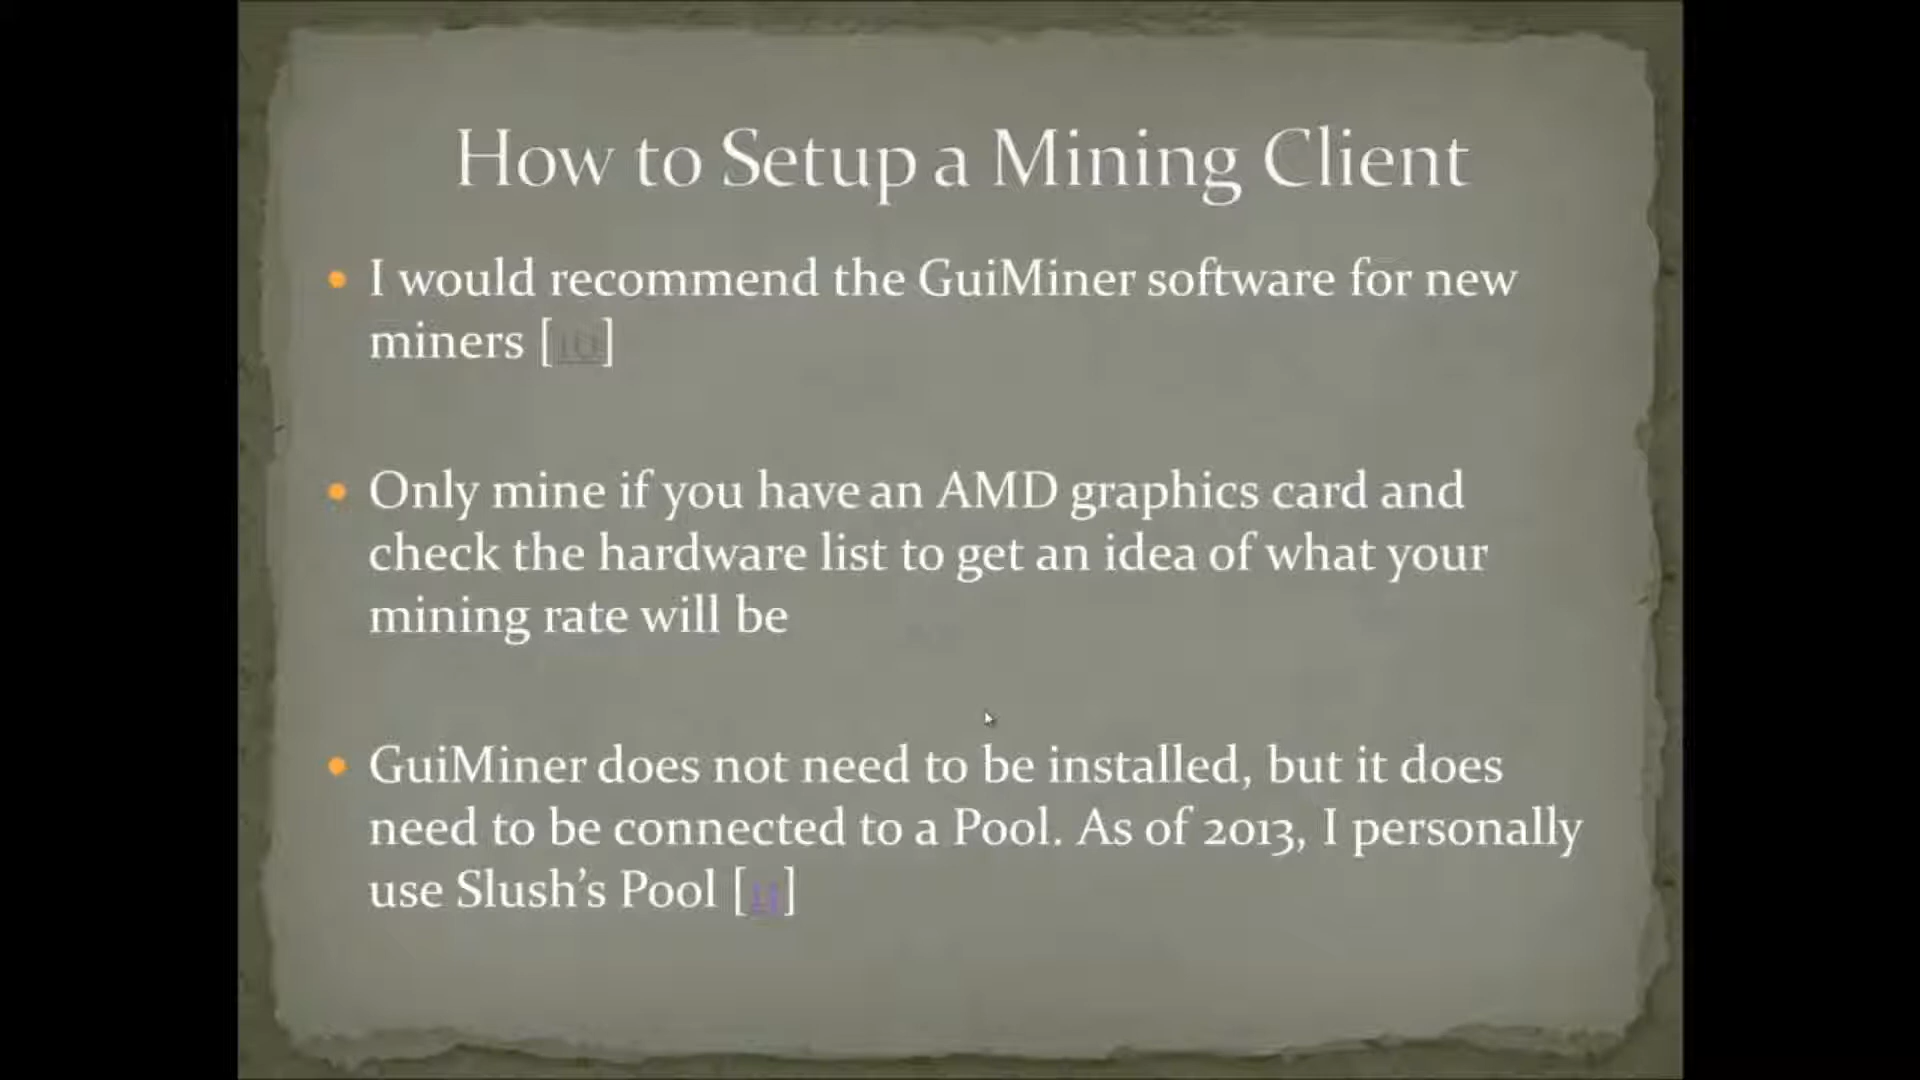 How to Setup a Mining Client
I would recommend the GuiMiner software for new
miners [10]
Only mine if you have an AMD graphics card and
check the hardware list to get an idea of what your
mining rate will be
GuiMiner does not need to be installed, but it does
need to be connected to a Pool. As of 2013, I personally
use Slush’s Pool [11]